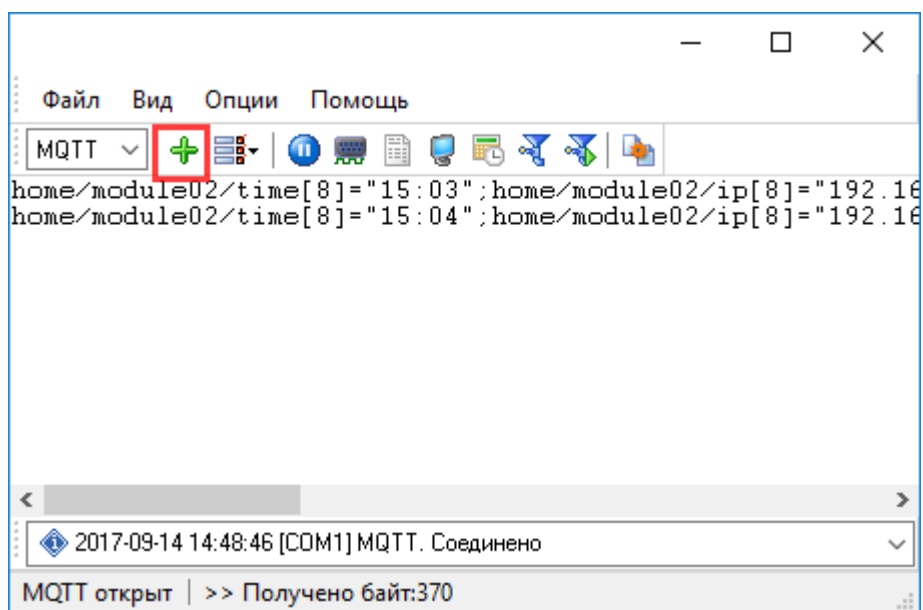 Файл Вид Опции Помощь
MQTT
home/module02/time[8]="15:03";home/module02/ip[8]="192.16
home/module02/time[8]="15:04";home/module02/ip[8]="192.16
2017-09-14 14:48:46 [COM1] MQTT. Соединено
MQTT открыт >> Получено байт:370